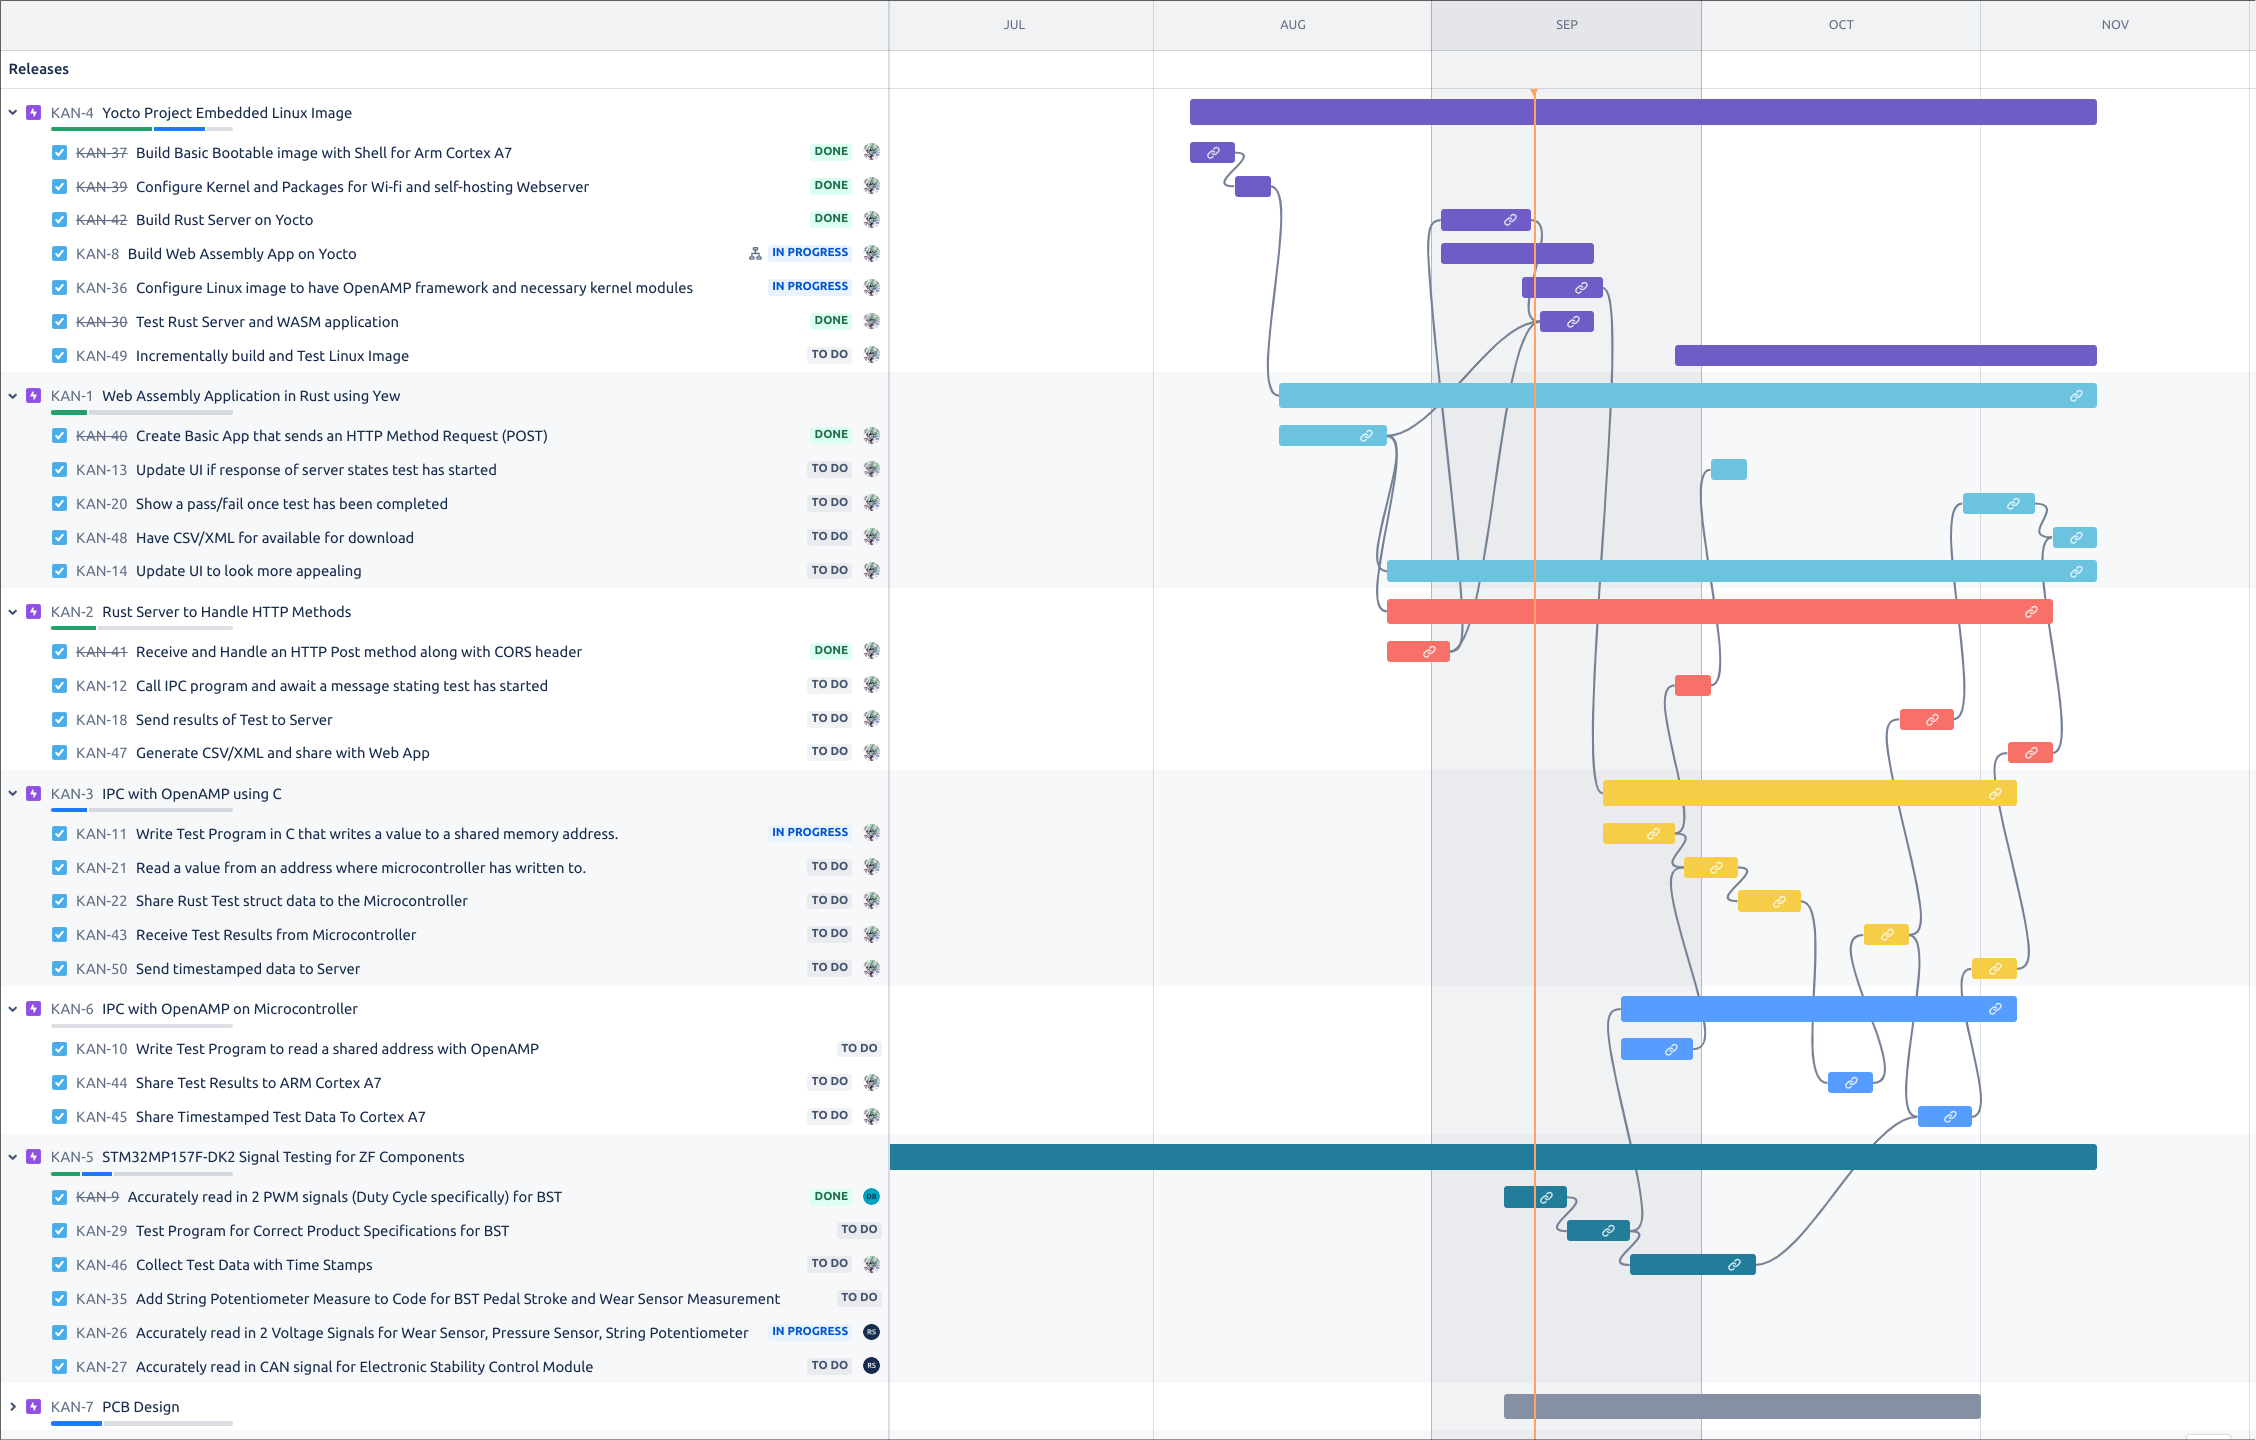 JUL AUG SEP OCT NOV
Releases
KAN-4 Yocto Project Embedded Linux Image
KAN-37 Build Basic Bootable image with Shell for Arm Cortex A7 DONE
KAN-39 Configure Kernel and Packages for Wi-fi and self-hosting Webserver DONE
KAN-42 Build Rust Server on Yocto DONE
KAN-8 Build Web Assembly App on Yocto IN PROGRESS
KAN-36 Configure Linux image to have OpenAMP framework and necessary kernel modules IN PROGRESS
KAN-30 Test Rust Server and WASM application DONE
KAN-49 Incrementally build and Test Linux Image TO DO
KAN-1 Web Assembly Application in Rust using Yew
KAN-40 Create Basic App that sends an HTTP Method Request (POST) DONE
KAN-13 Update UI if response of server states test has started TO DO
KAN-20 Show a pass/fail once test has been completed TO DO
KAN-48 Have CSV/XML for available for download TO DO
KAN-14 Update UI to look more appealing TO DO
KAN-2 Rust Server to Handle HTTP Methods
KAN-41 Receive and Handle an HTTP Post method along with CORS header DONE
KAN-12 Call IPC program and await a message stating test has started TO DO
KAN-18 Send results of Test to Server TO DO
KAN-47 Generate CSV/XML and share with Web App TO DO
KAN-3 IPC with OpenAMP using C
KAN-11 Write Test Program in C that writes a value to a shared memory address. IN PROGRESS
KAN-21 Read a value from an address where microcontroller has written to. TO DO
KAN-22 Share Rust Test struct data to the Microcontroller TO DO
KAN-43 Receive Test Results from Microcontroller TO DO
KAN-50 Send timestamped data to Server TO DO
KAN-6 IPC with OpenAMP on Microcontroller
KAN-10 Write Test Program to read a shared address with OpenAMP TO DO
KAN-44 Share Test Results to ARM Cortex A7 TO DO
KAN-45 Share Timestamped Test Data To Cortex A7 TO DO
KAN-5 STM32MP157F-DK2 Signal Testing for ZF Components
KAN-9 Accurately read in 2 PWM signals (Duty Cycle specifically) for BST DONE DB
KAN-29 Test Program for Correct Product Specifications for BST TO DO
KAN-46 Collect Test Data with Time Stamps TO DO
KAN-35 Add String Potentiometer Measure to Code for BST Pedal Stroke and Wear Sensor Measurement TO DO
KAN-26 Accurately read in 2 Voltage Signals for Wear Sensor, Pressure Sensor, String Potentiometer IN PROGRESS RS
KAN-27 Accurately read in CAN signal for Electronic Stability Control Module TO DO RS
KAN-7 PCB Design